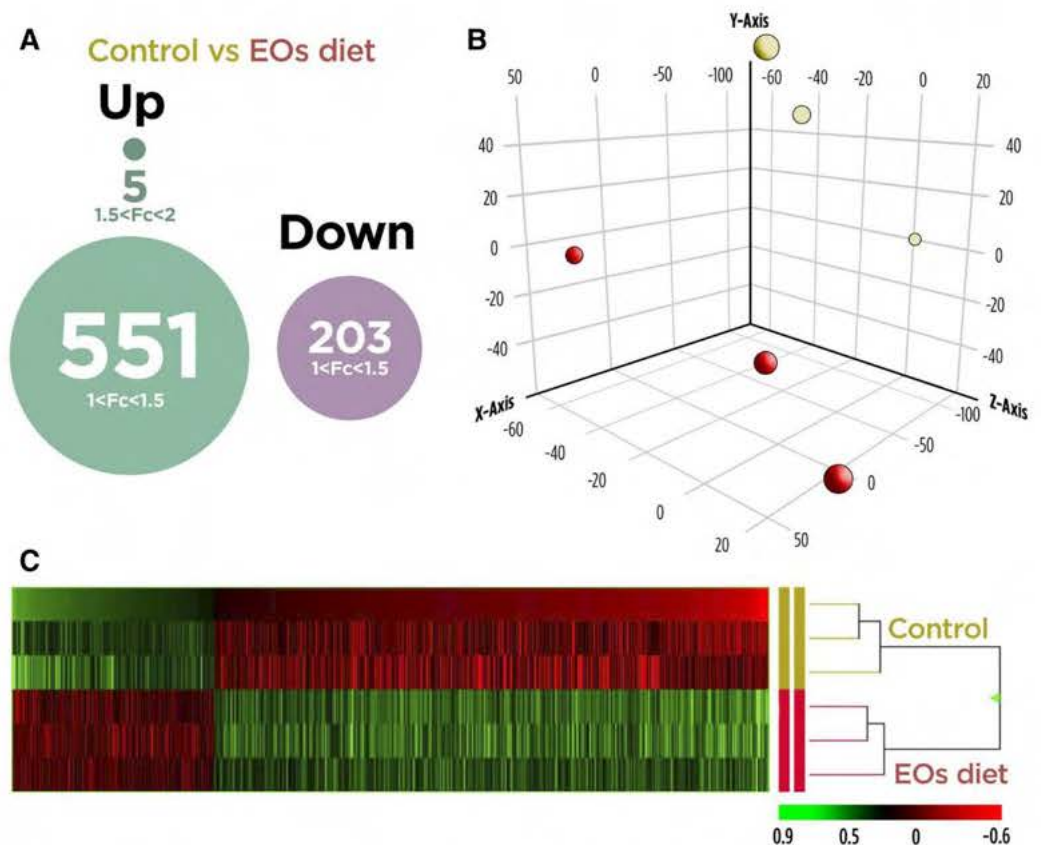 A
Control vs EOs diet
Up
5
1.5<Fc<2
551
1<Fc<1.5
Down
203
1<Fc<1.5
B
Y-Axis
50 0 -50 -100 -60 -40 -20 0 20
40 40
20 20
0 0
-20 -20
-40 -40
X-Axis Z-Axis
-60 -40 -20 0 20
-100 -50 0 50
C
Control
EOs diet
0.9 0.5 0 -0.6